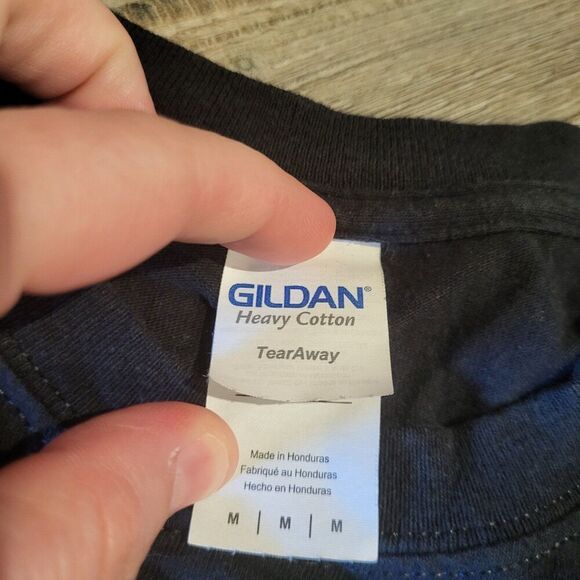 GILDAN®
Heavy Cotton
TearAway
Made in Honduras
Fabriqué au Honduras
Hecho en Honduras
M | M | M